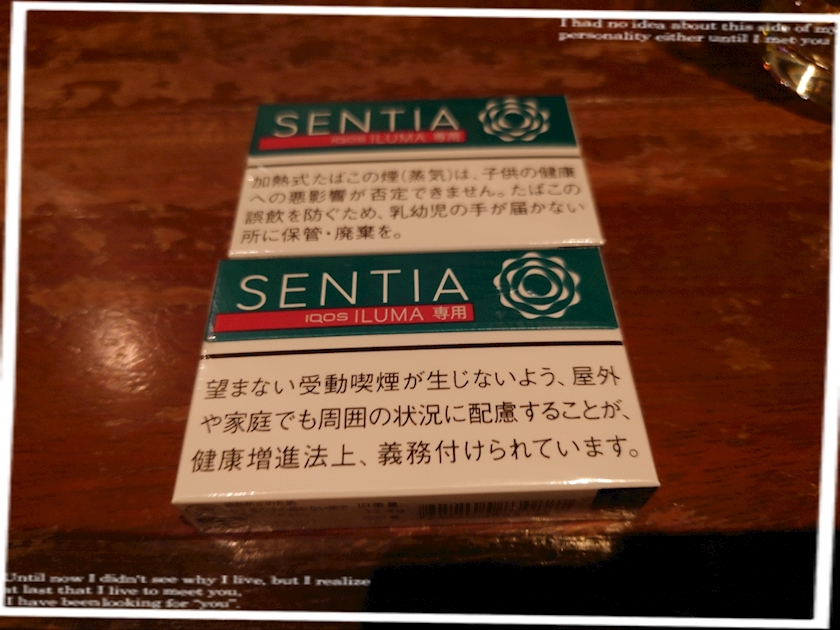 I had no idea about this side of my
personality either until I met you
SENTIA
IQOS ILUMA 専用
加熱式たばこの煙(蒸気)は、子供の健康
への悪影響が否定できません。たばこの
誤飲を防ぐため、乳幼児の手が届かない
所に保管・廃棄を。
SENTIA
IQOS ILUMA 専用
望まない受動喫煙が生じないよう、屋外
や家庭でも周囲の状況に配慮することが、
健康増進法上、義務付けられています。
Until now I didn't see why I live, but I realize
at last that I live to meet you,
I have been looking for "you".